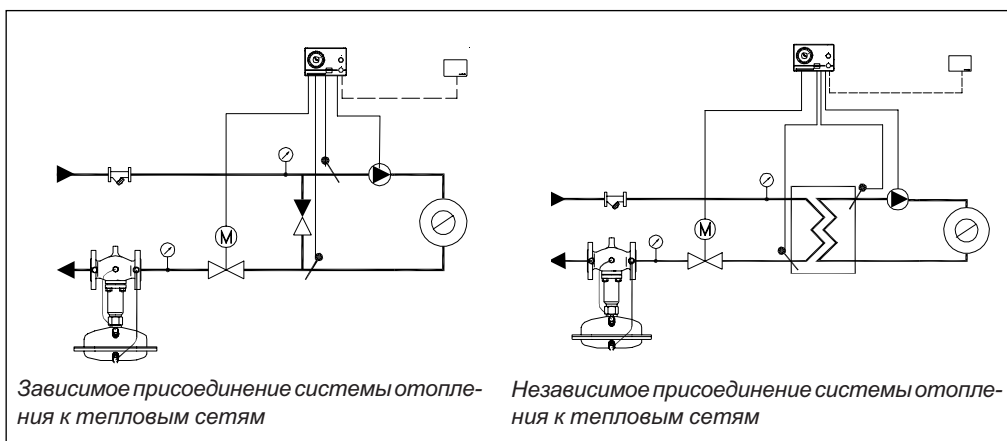 M
M
Зависимое присоединение системы отопле-
ния к тепловым сетям
Независимое присоединение системы отопле-
ния к тепловым сетям